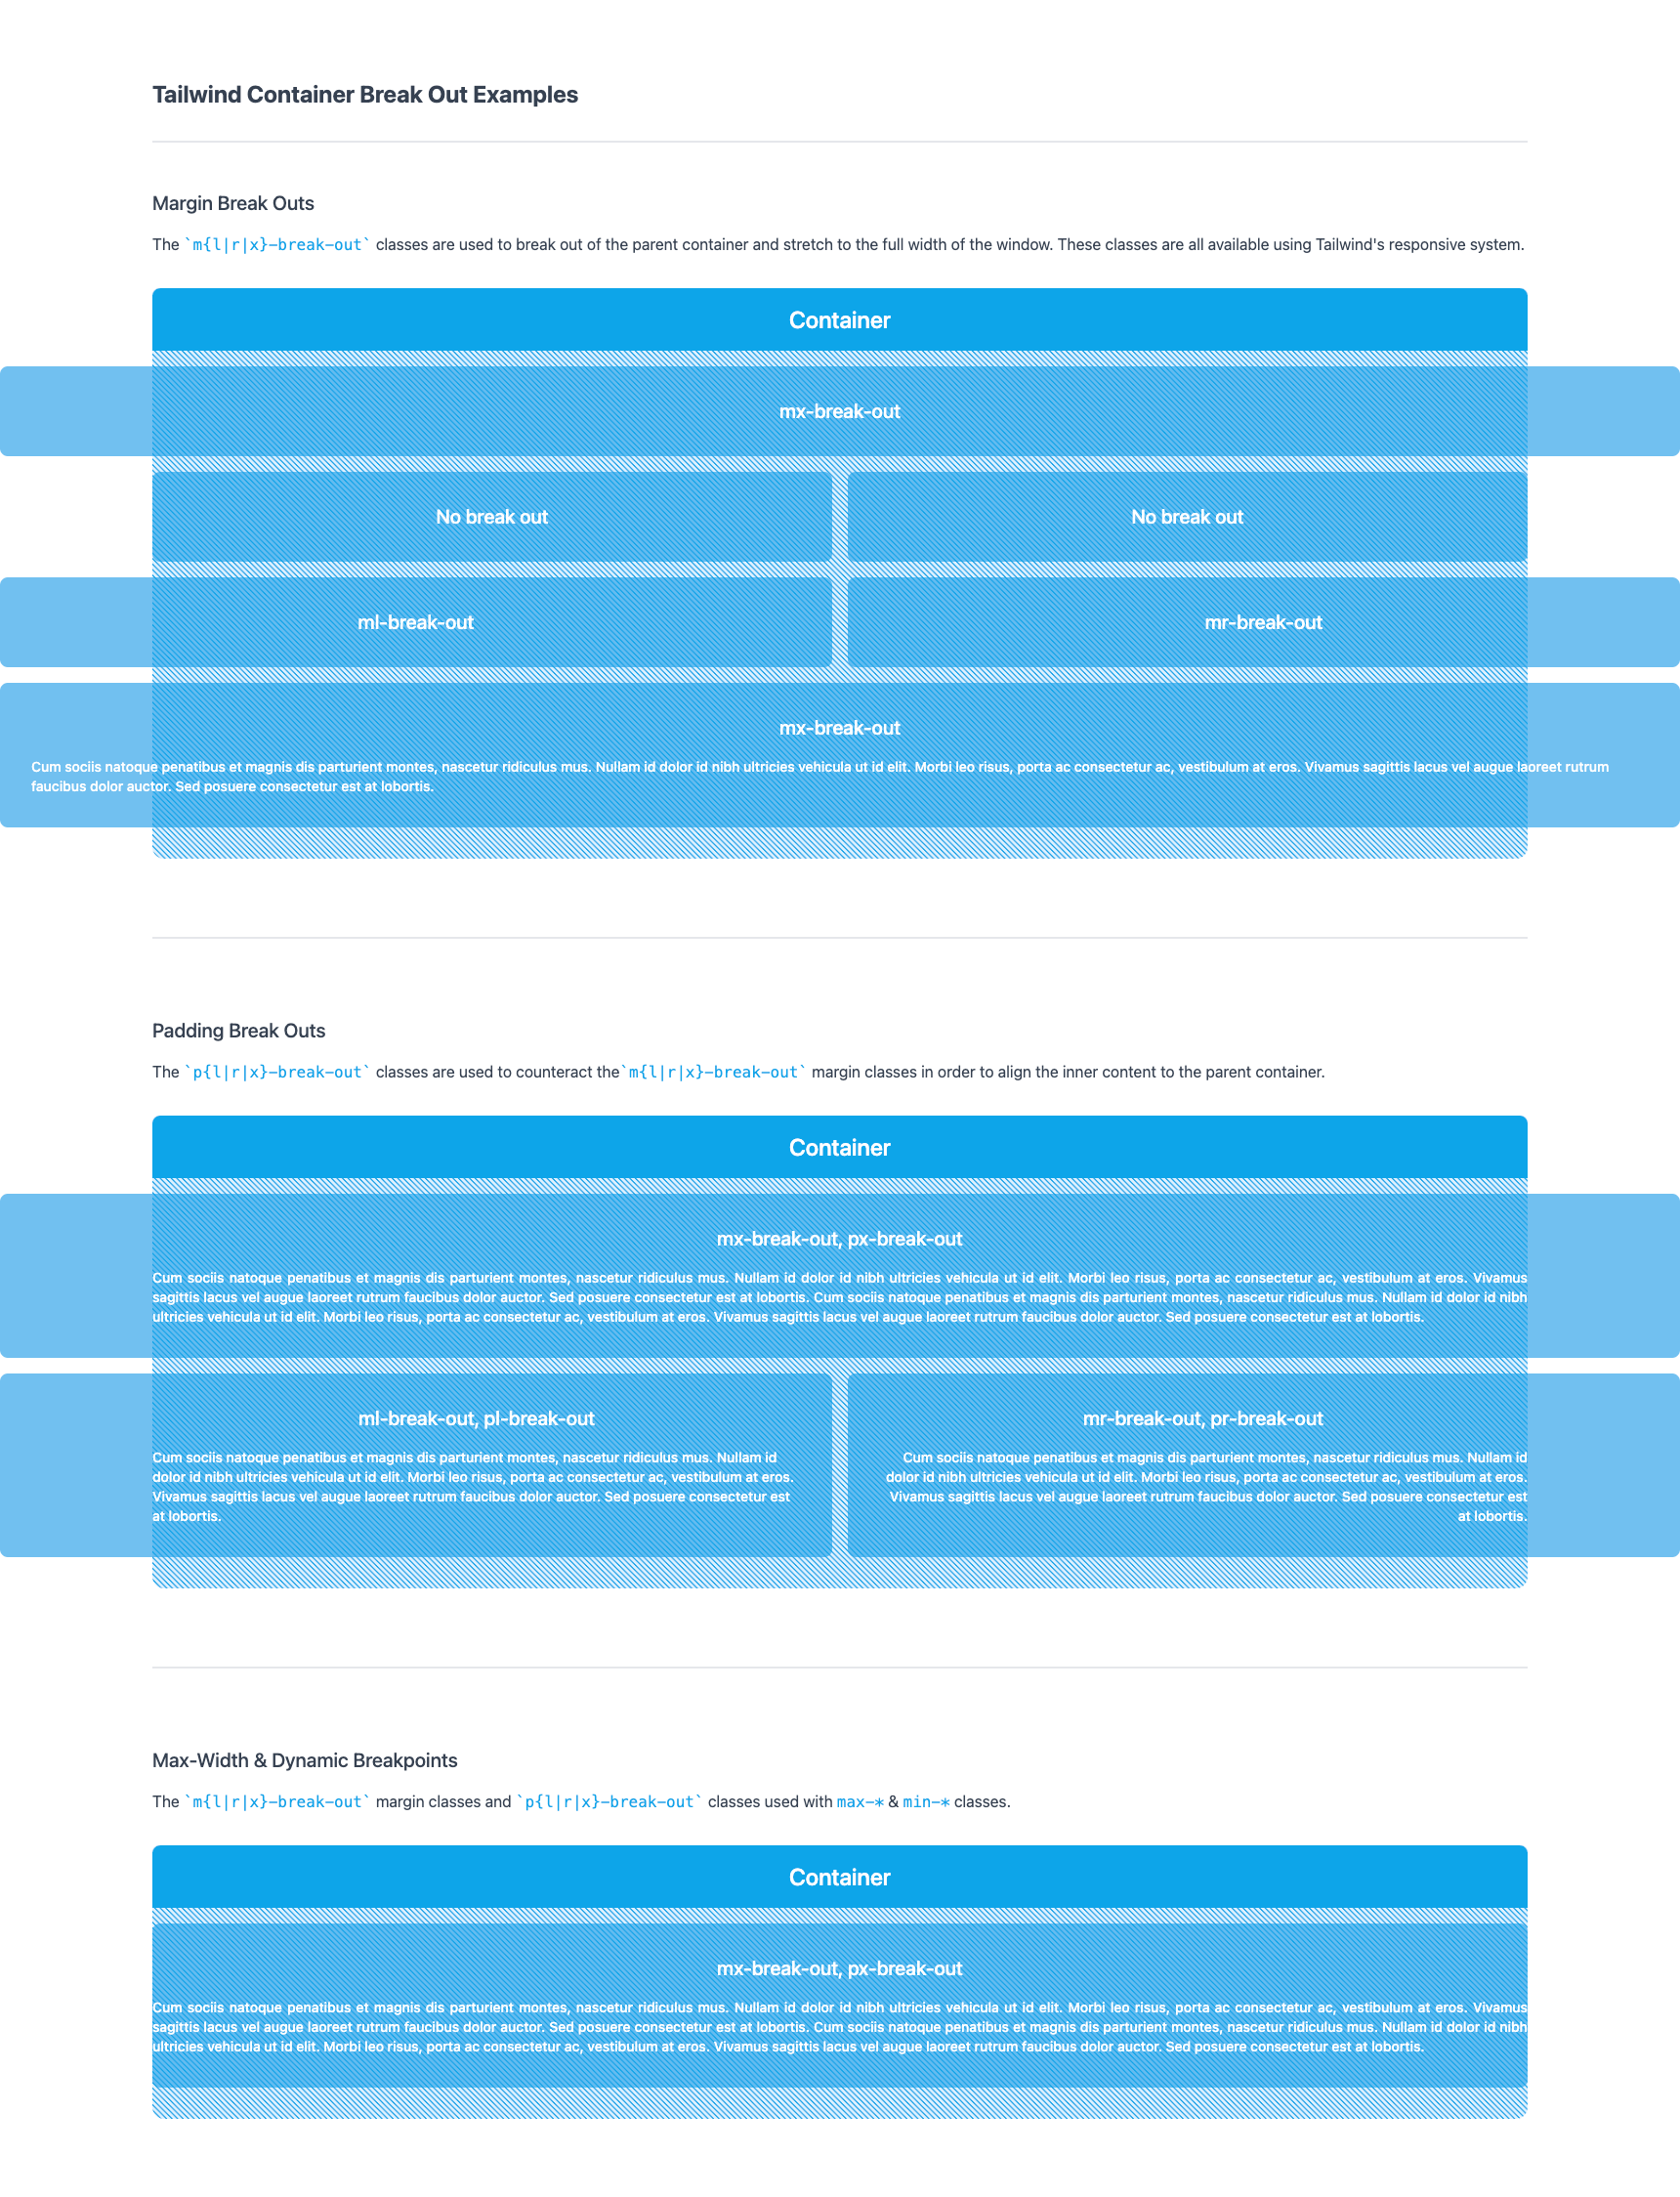 Tailwind Container Break Out Examples
Margin Break Outs
The `m{l|r|x}-break-out` classes are used to break out of the parent container and stretch to the full width of the window. These classes are all available using Tailwind's responsive system.
Container
mx-break-out
No break out
No break out
ml-break-out
mr-break-out
mx-break-out
Cum sociis natoque penatibus et magnis dis parturient montes, nascetur ridiculus mus. Nullam id dolor id nibh ultricies vehicula ut id elit. Morbi leo risus, porta ac consectetur ac, vestibulum at eros. Vivamus sagittis lacus vel augue laoreet rutrum
faucibus dolor auctor. Sed posuere consectetur est at lobortis.
Padding Break Outs
The `p{l|r|x}-break-out` classes are used to counteract the`m{l|r|x}-break-out` margin classes in order to align the inner content to the parent container.
Container
mx-break-out, px-break-out
Cum sociis natoque penatibus et magnis dis parturient montes, nascetur ridiculus mus. Nullam id dolor id nibh ultricies vehicula ut id elit. Morbi leo risus, porta ac consectetur ac, vestibulum at eros. Vivamus
sagittis lacus vel augue laoreet rutrum faucibus dolor auctor. Sed posuere consectetur est at lobortis. Cum sociis natoque penatibus et magnis dis parturient montes, nascetur ridiculus mus. Nullam id dolor id nibh
ultricies vehicula ut id elit. Morbi leo risus, porta ac consectetur ac, vestibulum at eros. Vivamus sagittis lacus vel augue laoreet rutrum faucibus dolor auctor. Sed posuere consectetur est at lobortis.
ml-break-out, pl-break-out
Cum sociis natoque penatibus et magnis dis parturient montes, nascetur ridiculus mus. Nullam id
dolor id nibh ultricies vehicula ut id elit. Morbi leo risus, porta ac consectetur ac, vestibulum at eros.
Vivamus sagittis lacus vel augue laoreet rutrum faucibus dolor auctor. Sed posuere consectetur est
at lobortis.
mr-break-out, pr-break-out
Cum sociis natoque penatibus et magnis dis parturient montes, nascetur ridiculus mus. Nullam id
dolor id nibh ultricies vehicula ut id elit. Morbi leo risus, porta ac consectetur ac, vestibulum at eros.
Vivamus sagittis lacus vel augue laoreet rutrum faucibus dolor auctor. Sed posuere consectetur est
at lobortis.
Max-Width & Dynamic Breakpoints
The `m{l|r|x}-break-out` margin classes and `p{l|r|x}-break-out` classes used with max-* & min-* classes.
Container
mx-break-out, px-break-out
Cum sociis natoque penatibus et magnis dis parturient montes, nascetur ridiculus mus. Nullam id dolor id nibh ultricies vehicula ut id elit. Morbi leo risus, porta ac consectetur ac, vestibulum at eros. Vivamus
sagittis lacus vel augue laoreet rutrum faucibus dolor auctor. Sed posuere consectetur est at lobortis. Cum sociis natoque penatibus et magnis dis parturient montes, nascetur ridiculus mus. Nullam id dolor id nibh
ultricies vehicula ut id elit. Morbi leo risus, porta ac consectetur ac, vestibulum at eros. Vivamus sagittis lacus vel augue laoreet rutrum faucibus dolor auctor. Sed posuere consectetur est at lobortis.